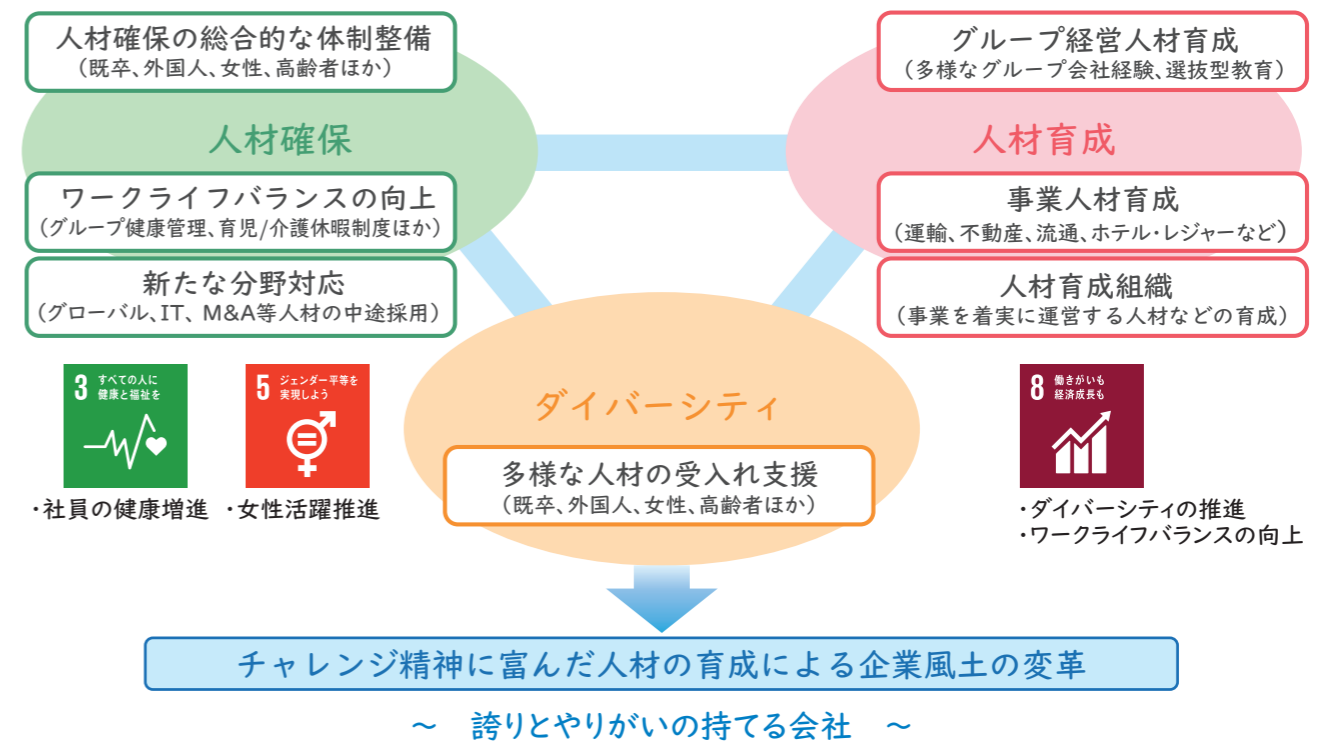 人材確保の総合的な体制整備
（既卒、外国人、女性、高齢者ほか）
人材確保
ワークライフバランスの向上
（グループ健康管理、育児/介護休暇制度ほか）
新たな分野対応
（グローバル、IT、M&A等人材の中途採用）
グループ経営人材育成
（多様なグループ会社経験、選抜型教育）
人材育成
事業人材育成
（運輸、不動産、流通、ホテル・レジャーなど）
人材育成組織
（事業を着実に運営する人材などの育成）
3 すべての人に
健康と福祉を
・社員の健康増進
5 ジェンダー平等を
実現しよう
・女性活躍推進
ダイバーシティ
多様な人材の受入れ支援
（既卒、外国人、女性、高齢者ほか）
8 働きがいも
経済成長も
・ダイバーシティの推進
・ワークライフバランスの向上
チャレンジ精神に富んだ人材の育成による企業風土の変革
～ 誇りとやりがいの持てる会社 ～